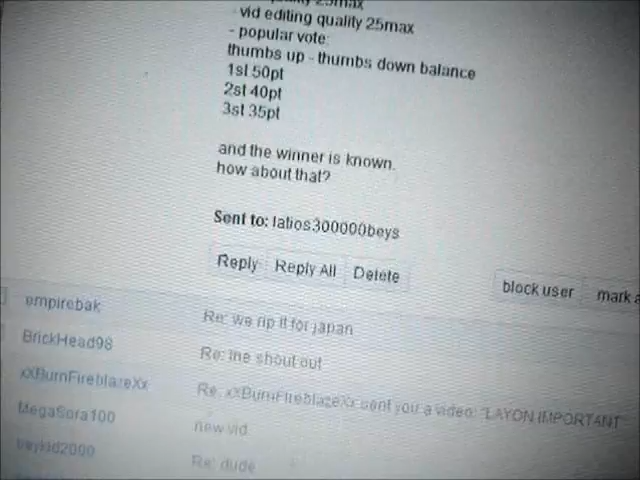 25max
- vid editing quality 25max
- popular vote:
thumbs up - thumbs down balance
1st 50pt
2st 40pt
3st 35pt
and the winner is known.
how about that?
Sent to: latios300000beys
Reply Reply All Delete block user mark a
empirebak Re: we rip it for japan
BrickHead98 Re: the shout out
xXBurnFireblazeXx Re: xXBurnFireblazeXx sent you a video: "LAYON IMPORTANT"
MegaSora100 new vid
beykid2000 Re: dude